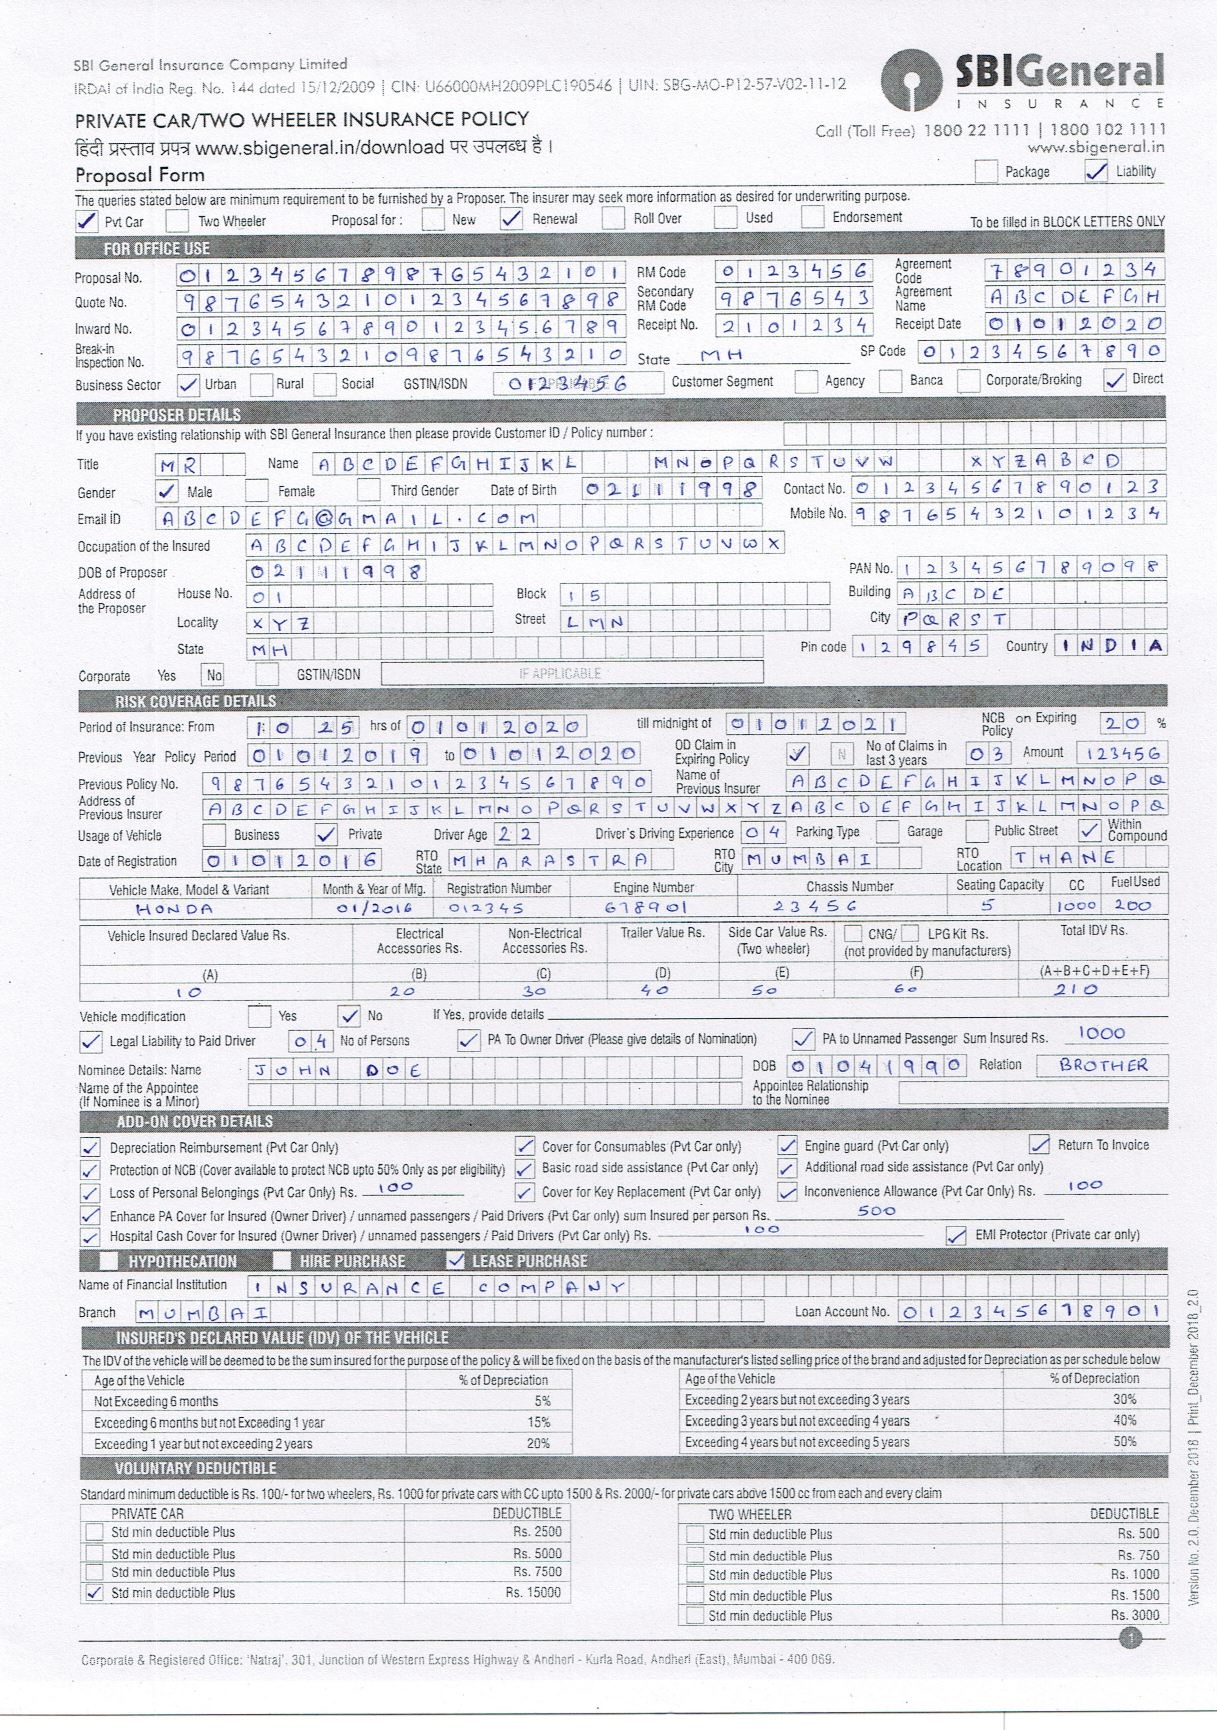 SBI General Insurance Company Limited
IRDAI of India Reg. No. 144 dated 15/12/2009 | CIN: U66000MH2009PLC190546 | UIN: SBG-MO-P12-57-V02-11-12
SBIGeneral
INSURANCE
PRIVATE CAR/TWO WHEELER INSURANCE POLICY
Call (Toll Free) 1800 22 1111 | 1800 102 1111
हिंदी प्रस्ताव प्रपत्र www.sbigeneral.in/download पर उपलब्ध है।
www.sbigeneral.in
Proposal Form Package ✓ Liability
The queries stated below are minimum requirement to be furnished by a Proposer. The insurer may seek more information as desired for underwriting purpose.
✓ Pvt Car Two Wheeler Proposal for : New ✓ Renewal Roll Over Used Endorsement To be filled in BLOCK LETTERS ONLY
FOR OFFICE USE
Proposal No. 01234567898765432101 RM Code 0123456 Agreement Code 78901234
Quote No. 98765432101234567898 Secondary RM Code 9876543 Agreement Name ABCDEFGH
Inward No. 01234567890123456789 Receipt No. 2101234 Receipt Date 01012020
Break-in Inspection No. 98765432109876543210 State MH SP Code 01234567890
Business Sector ✓ Urban Rural Social GSTIN/ISDN 0123456 Customer Segment Agency Banca Corporate/Broking ✓ Direct
PROPOSER DETAILS
If you have existing relationship with SBI General Insurance then please provide Customer ID / Policy number :
Title MR Name ABCDEFGHIJKL MNOPQRSTUVW XYZABCD
Gender ✓ Male Female Third Gender Date of Birth 02111998 Contact No. 01234567890123
Email ID ABCDEFG@GMAIL.COM Mobile No. 98765432101234
Occupation of the Insured ABCDEFGHIJKLMNOPQRSTUVWX
DOB of Proposer 02111998 PAN No. 123456789098
Address of the Proposer House No. 01 Block 15 Building ABCDE
Locality XYZ Street LMN City PQRST
State MH Pin code 129845 Country INDIA
Corporate Yes No GSTIN/ISDN IF APPLICABLE
RISK COVERAGE DETAILS
Period of Insurance: From 10 25 hrs of 01012020 till midnight of 01012021 NCB on Expiring Policy 20 %
Previous Year Policy Period 01012019 to 01012020 OD Claim in Expiring Policy ✓ N No of Claims in last 3 years 03 Amount 123456
Previous Policy No. 98765432101234567890 Name of Previous Insurer ABCDEFGHIJKLMNOPQ
Address of Previous Insurer ABCDEFGHIJKLMNOPQRSTUVWXYZABCDEFGHIJKLMNOPQ
Usage of Vehicle Business ✓ Private Driver Age 22 Driver's Driving Experience 04 Parking Type Garage Public Street ✓ Within Compound
Date of Registration 01012016 RTO State MHARASTRA RTO City MUMBAI RTO Location THANE
Vehicle Make, Model & Variant Month & Year of Mfg. Registration Number Engine Number Chassis Number Seating Capacity CC Fuel Used
HONDA 01/2016 012345 678901 23456 5 1000 200
Vehicle Insured Declared Value Rs. Electrical Accessories Rs. Non-Electrical Accessories Rs. Trailer Value Rs. Side Car Value Rs. (Two wheeler) CNG/ LPG Kit Rs. (not provided by manufacturers) Total IDV Rs.
(A) (B) (C) (D) (E) (F) (A+B+C+D+E+F)
10 20 30 40 50 60 210
Vehicle modification Yes ✓ No If Yes, provide details
✓ Legal Liability to Paid Driver 04 No of Persons ✓ PA To Owner Driver (Please give details of Nomination) ✓ PA to Unnamed Passenger Sum Insured Rs. 1000
Nominee Details: Name JOHN DOE DOB 01041990 Relation BROTHER
Name of the Appointee (If Nominee is a Minor) Appointee Relationship to the Nominee
ADD-ON COVER DETAILS
✓ Depreciation Reimbursement (Pvt Car Only) ✓ Cover for Consumables (Pvt Car only) ✓ Engine guard (Pvt Car only) ✓ Return To Invoice
✓ Protection of NCB (Cover available to protect NCB upto 50% Only as per eligibility) ✓ Basic road side assistance (Pvt Car only) ✓ Additional road side assistance (Pvt Car only)
✓ Loss of Personal Belongings (Pvt Car Only) Rs. 100 ✓ Cover for Key Replacement (Pvt Car only) ✓ Inconvenience Allowance (Pvt Car Only) Rs. 100
✓ Enhance PA Cover for Insured (Owner Driver) / unnamed passengers / Paid Drivers (Pvt Car only) sum Insured per person Rs. 500
✓ Hospital Cash Cover for Insured (Owner Driver) / unnamed passengers / Paid Drivers (Pvt Car only) Rs. 100 ✓ EMI Protector (Private car only)
HYPOTHECATION HIRE PURCHASE ✓ LEASE PURCHASE
Name of Financial Institution INSURANCE COMPANY
Branch MUMBAI Loan Account No. 012345678901
INSURED'S DECLARED VALUE (IDV) OF THE VEHICLE
The IDV of the vehicle will be deemed to be the sum insured for the purpose of the policy & will be fixed on the basis of the manufacturer's listed selling price of the brand and adjusted for Depreciation as per schedule below
Age of the Vehicle % of Depreciation Age of the Vehicle % of Depreciation
Not Exceeding 6 months 5% Exceeding 2 years but not exceeding 3 years 30%
Exceeding 6 months but not Exceeding 1 year 15% Exceeding 3 years but not exceeding 4 years 40%
Exceeding 1 year but not exceeding 2 years 20% Exceeding 4 years but not exceeding 5 years 50%
VOLUNTARY DEDUCTIBLE
Standard minimum deductible is Rs. 100/- for two wheelers, Rs. 1000 for private cars with CC upto 1500 & Rs. 2000/- for private cars above 1500 cc from each and every claim
PRIVATE CAR DEDUCTIBLE TWO WHEELER DEDUCTIBLE
Std min deductible Plus Rs. 2500 Std min deductible Plus Rs. 500
Std min deductible Plus Rs. 5000 Std min deductible Plus Rs. 750
Std min deductible Plus Rs. 7500 Std min deductible Plus Rs. 1000
✓ Std min deductible Plus Rs. 15000 Std min deductible Plus Rs. 1500
Std min deductible Plus Rs. 3000
1
Corporate & Registered Office: 'Natraj', 301, Junction of Western Express Highway & Andheri - Kurla Road, Andheri (East), Mumbai - 400 069.
Version No. 2.0, December 2018 | Print_December 2018_2.0